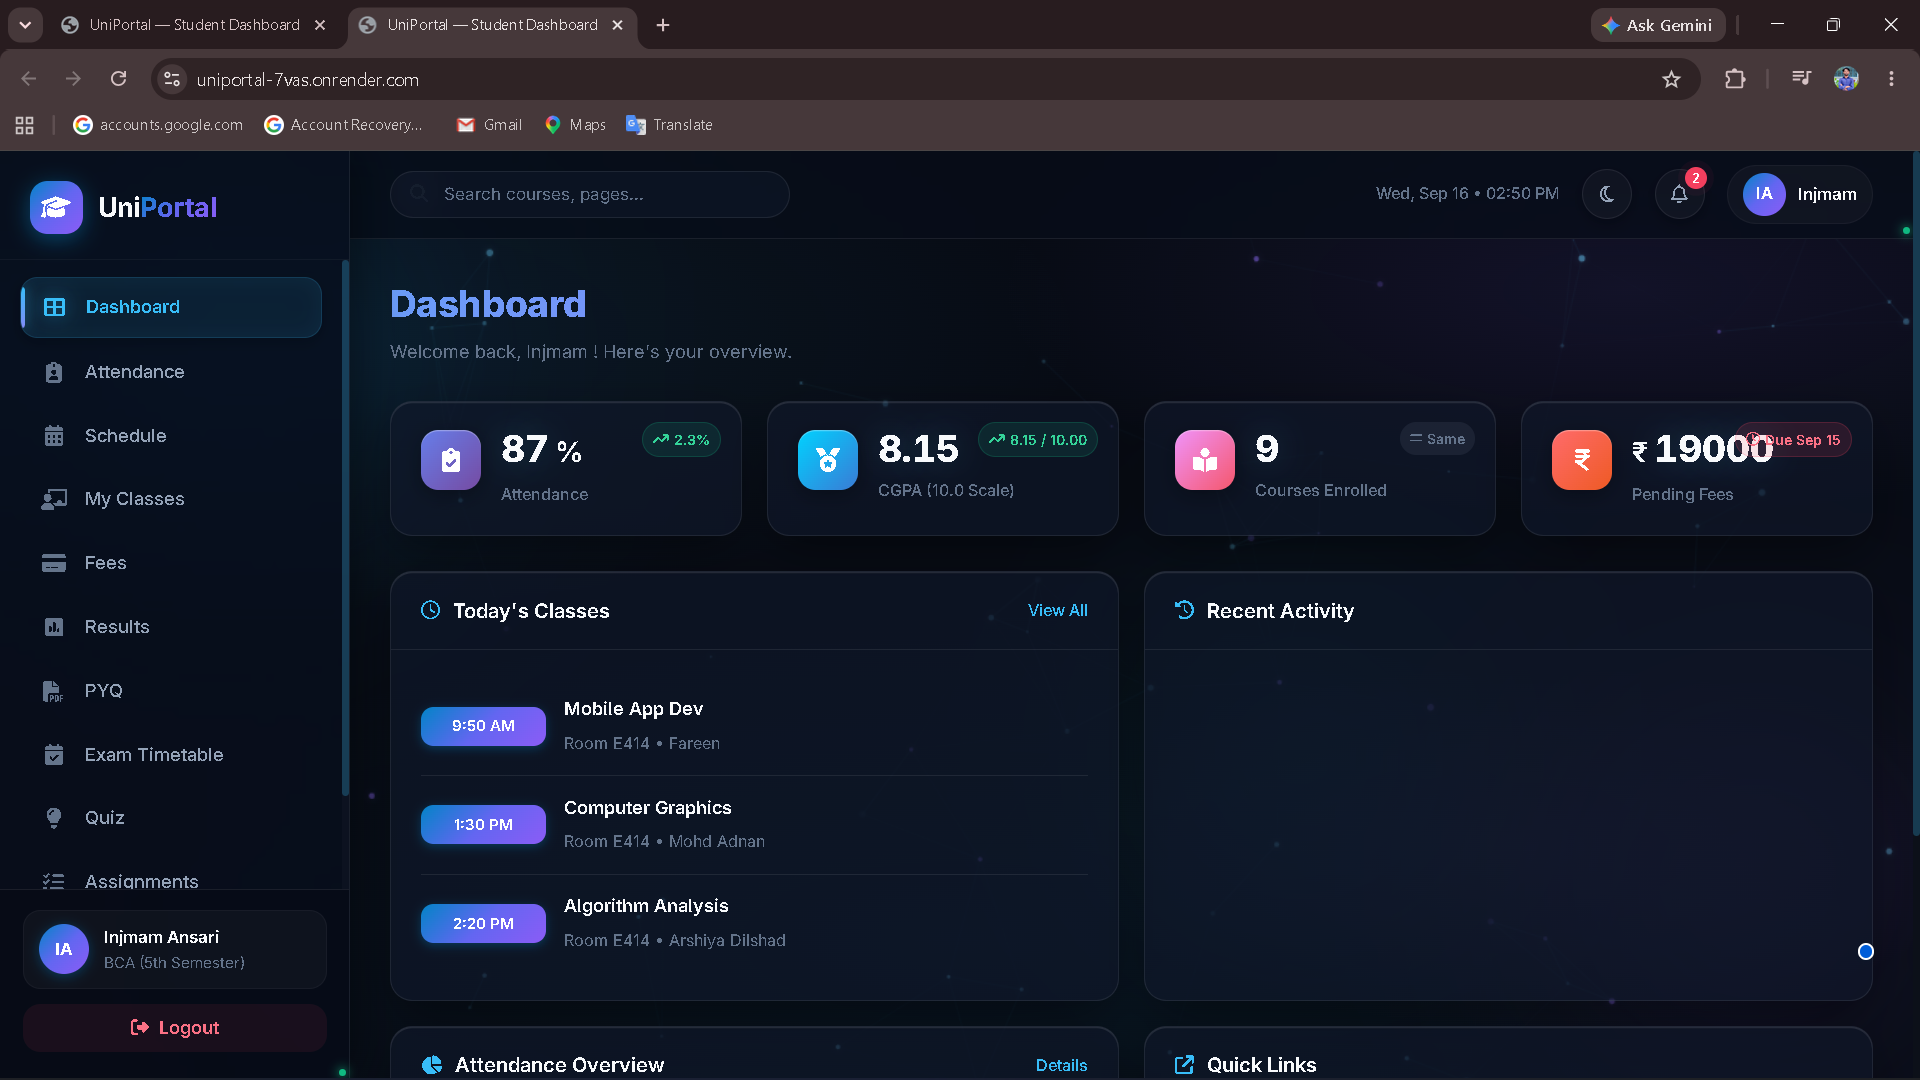 UniPortal — Student Dashboard
UniPortal — Student Dashboard
Ask Gemini
uniportal-7vas.onrender.com
accounts.google.com
Account Recovery...
Gmail
Maps
Translate
UniPortal
Search courses, pages...
Wed, Sep 16 • 02:50 PM
2
IA
Injmam
Dashboard
Attendance
Schedule
My Classes
Fees
Results
PYQ
Exam Timetable
Quiz
Assignments
IA
Injmam Ansari
BCA (5th Semester)
Logout
Dashboard
Welcome back, Injmam ! Here's your overview.
87 %
2.3%
Attendance
8.15
8.15 / 10.00
CGPA (10.0 Scale)
9
Same
Courses Enrolled
₹ 19000
Due Sep 15
Pending Fees
Today's Classes
View All
9:50 AM
Mobile App Dev
Room E414 • Fareen
1:30 PM
Computer Graphics
Room E414 • Mohd Adnan
2:20 PM
Algorithm Analysis
Room E414 • Arshiya Dilshad
Recent Activity
Attendance Overview
Details
Quick Links